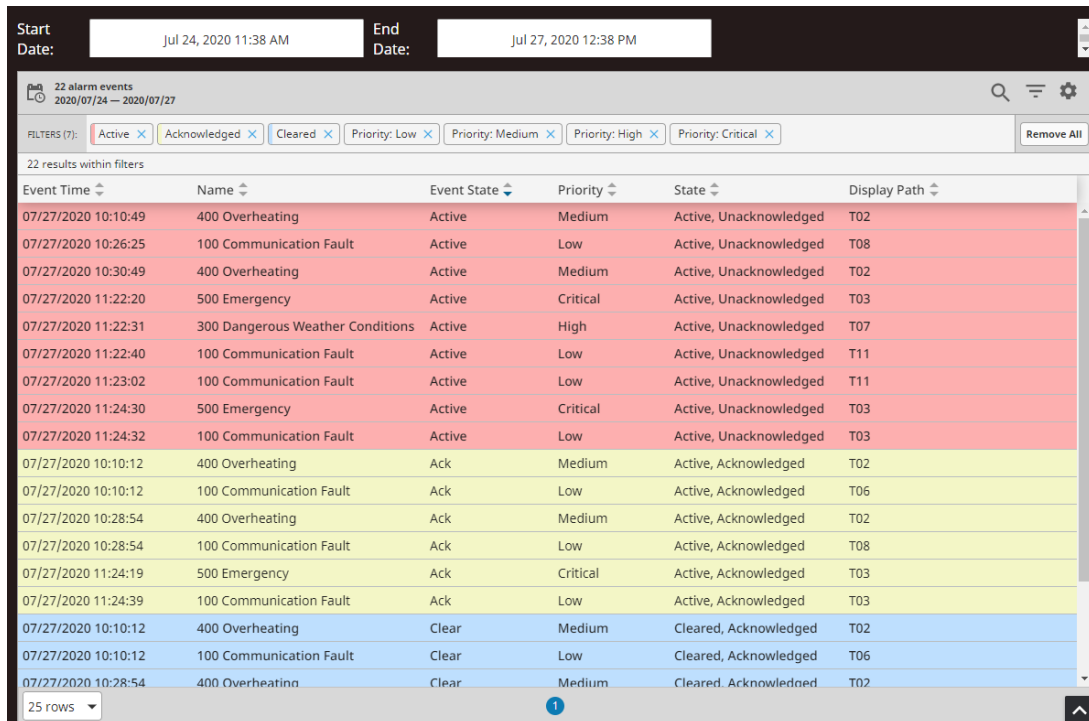 Start Date: Jul 24, 2020 11:38 AM End Date: Jul 27, 2020 12:38 PM
22 alarm events
2020/07/24 — 2020/07/27
FILTERS (7): Active Acknowledged Cleared Priority: Low Priority: Medium Priority: High Priority: Critical Remove All
22 results within filters
Event Time Name Event State Priority State Display Path
07/27/2020 10:10:49 400 Overheating Active Medium Active, Unacknowledged T02
07/27/2020 10:26:25 100 Communication Fault Active Low Active, Unacknowledged T08
07/27/2020 10:30:49 400 Overheating Active Medium Active, Unacknowledged T02
07/27/2020 11:22:20 500 Emergency Active Critical Active, Unacknowledged T03
07/27/2020 11:22:31 300 Dangerous Weather Conditions Active High Active, Unacknowledged T07
07/27/2020 11:22:40 100 Communication Fault Active Low Active, Unacknowledged T11
07/27/2020 11:23:02 100 Communication Fault Active Low Active, Unacknowledged T11
07/27/2020 11:24:30 500 Emergency Active Critical Active, Unacknowledged T03
07/27/2020 11:24:32 100 Communication Fault Active Low Active, Unacknowledged T03
07/27/2020 10:10:12 400 Overheating Ack Medium Active, Acknowledged T02
07/27/2020 10:10:12 100 Communication Fault Ack Low Active, Acknowledged T06
07/27/2020 10:28:54 400 Overheating Ack Medium Active, Acknowledged T02
07/27/2020 10:28:54 100 Communication Fault Ack Low Active, Acknowledged T08
07/27/2020 11:24:19 500 Emergency Ack Critical Active, Acknowledged T03
07/27/2020 11:24:39 100 Communication Fault Ack Low Active, Acknowledged T03
07/27/2020 10:10:12 400 Overheating Clear Medium Cleared, Acknowledged T02
07/27/2020 10:10:12 100 Communication Fault Clear Low Cleared, Acknowledged T06
07/27/2020 10:28:54 400 Overheating Clear Medium Cleared, Acknowledged T02
25 rows 1